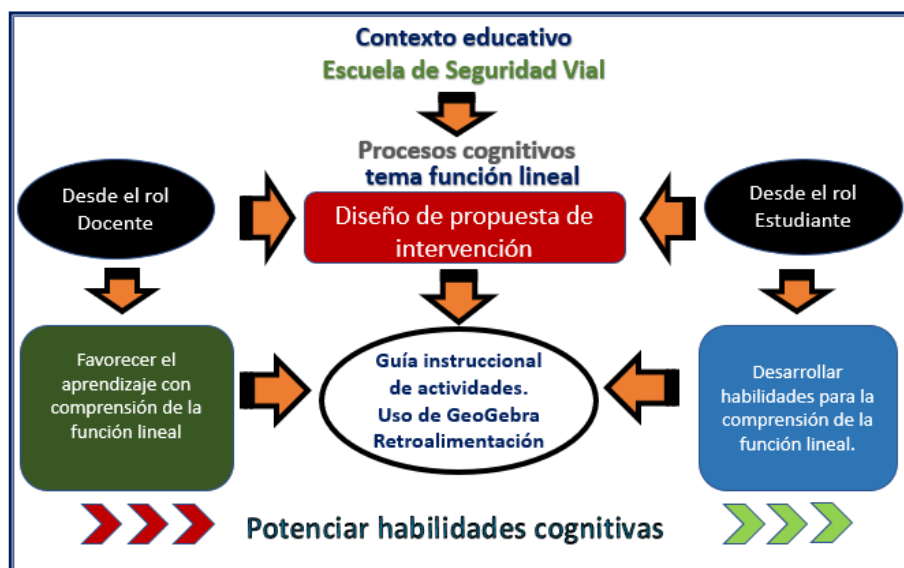 Contexto educativo
Escuela de Seguridad Vial
Procesos cognitivos
tema función lineal
Desde el rol
Docente
Diseño de propuesta de
intervención
Desde el rol
Estudiante
Favorecer el
aprendizaje con
comprensión de la
función lineal
Guía instruccional
de actividades.
Uso de GeoGebra
Retroalimentación
Desarrollar
habilidades para la
comprensión de la
función lineal.
Potenciar habilidades cognitivas